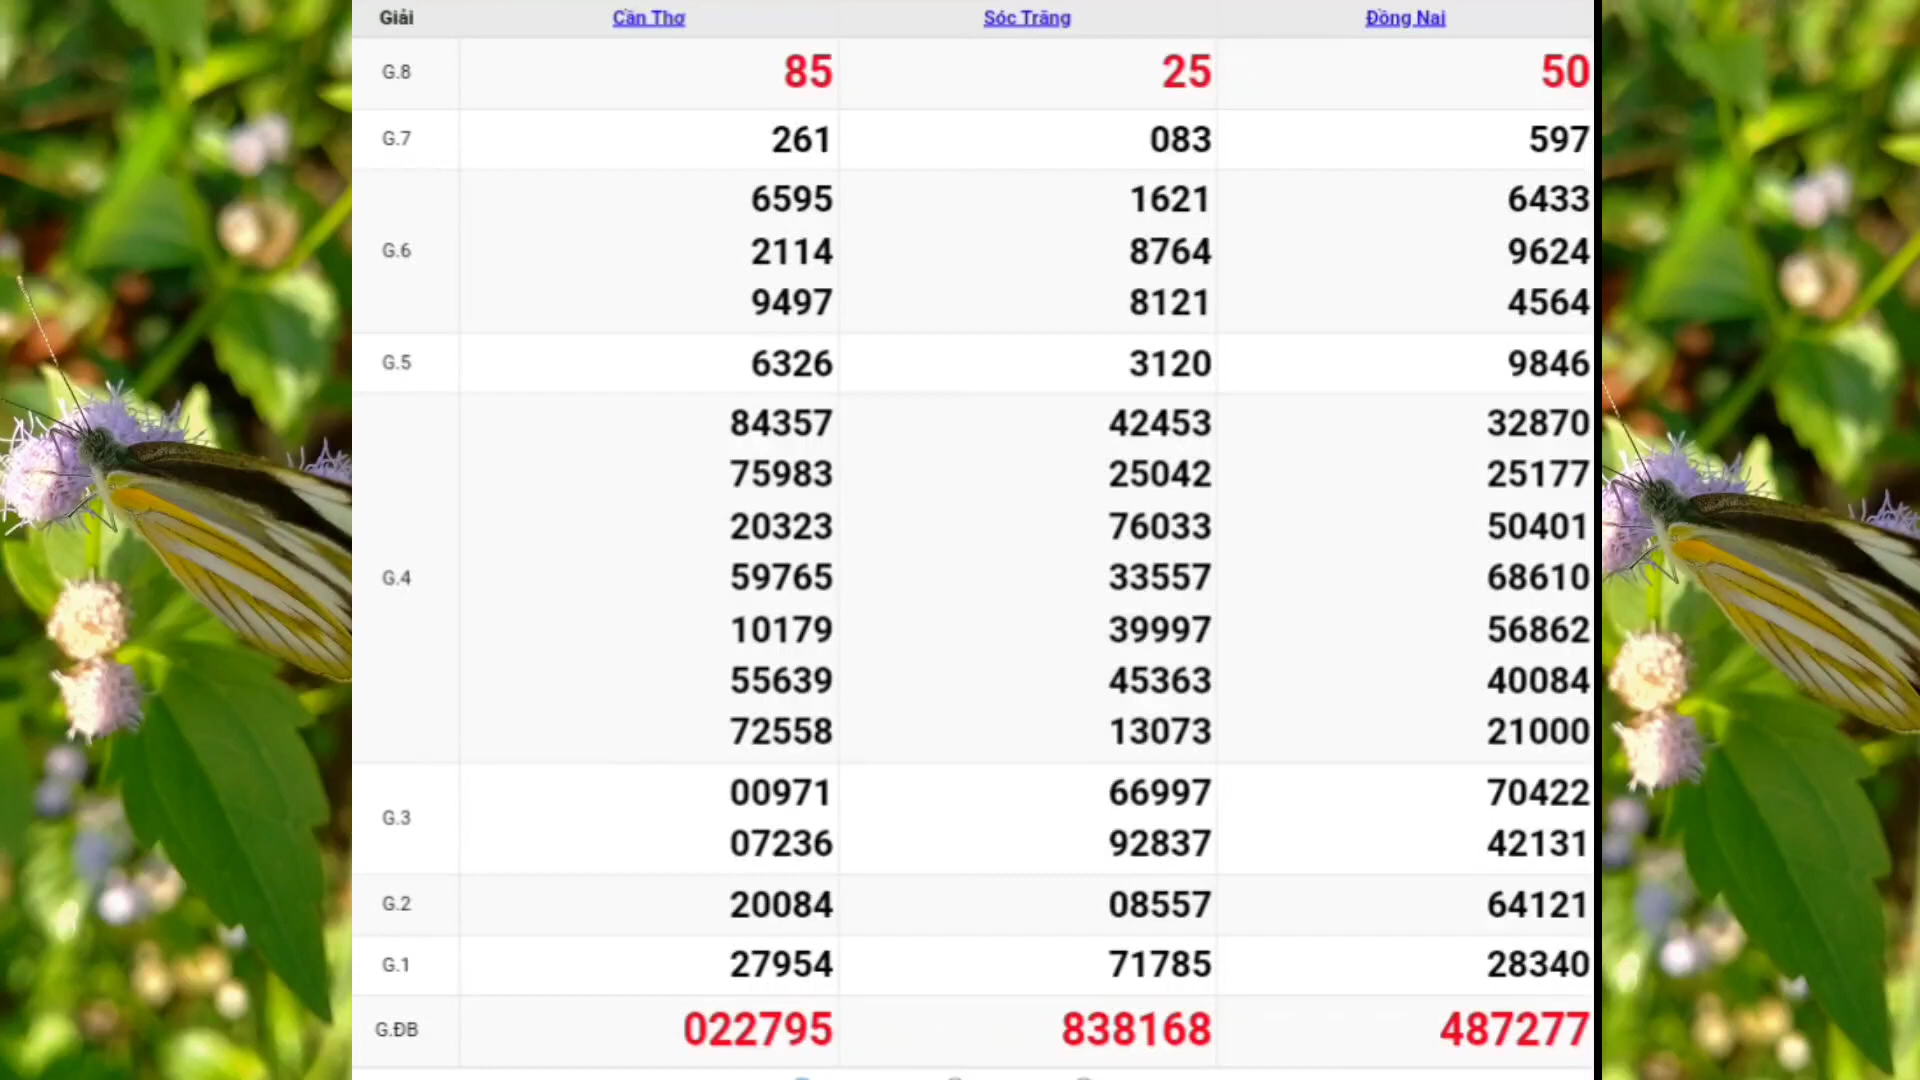 Giải Cần Thơ Sóc Trăng Đồng Nai
G.8 85 25 50
G.7 261 083 597
6595 1621 6433
G.6 2114 8764 9624
9497 8121 4564
G.5 6326 3120 9846
84357 42453 32870
75983 25042 25177
20323 76033 50401
G.4 59765 33557 68610
10179 39997 56862
55639 45363 40084
72558 13073 21000
G.3 00971 66997 70422
07236 92837 42131
G.2 20084 08557 64121
G.1 27954 71785 28340
G.ĐB 022795 838168 487277